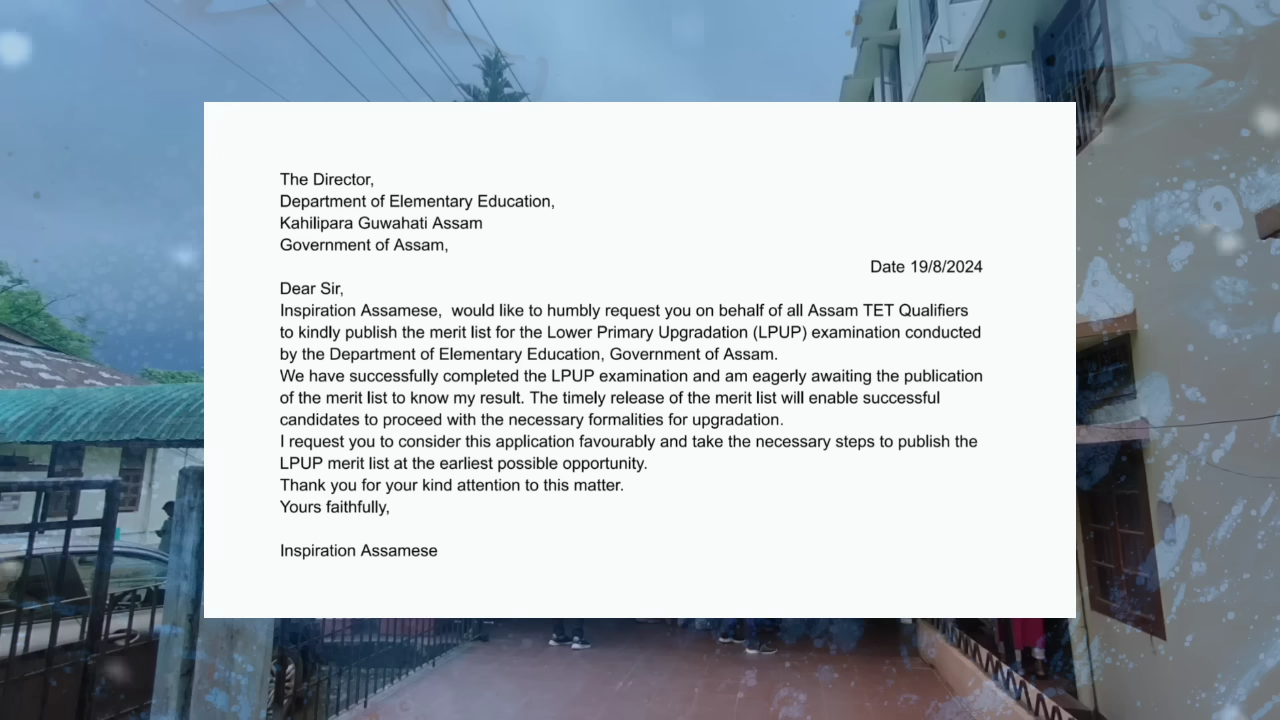 The Director,
Department of Elementary Education,
Kahilipara Guwahati Assam
Government of Assam,
Date 19/8/2024
Dear Sir,
Inspiration Assamese,  would like to humbly request you on behalf of all Assam TET Qualifiers
to kindly publish the merit list for the Lower Primary Upgradation (LPUP) examination conducted
by the Department of Elementary Education, Government of Assam.
We have successfully completed the LPUP examination and am eagerly awaiting the publication
of the merit list to know my result. The timely release of the merit list will enable successful
candidates to proceed with the necessary formalities for upgradation.
I request you to consider this application favourably and take the necessary steps to publish the
LPUP merit list at the earliest possible opportunity.
Thank you for your kind attention to this matter.
Yours faithfully,
Inspiration Assamese